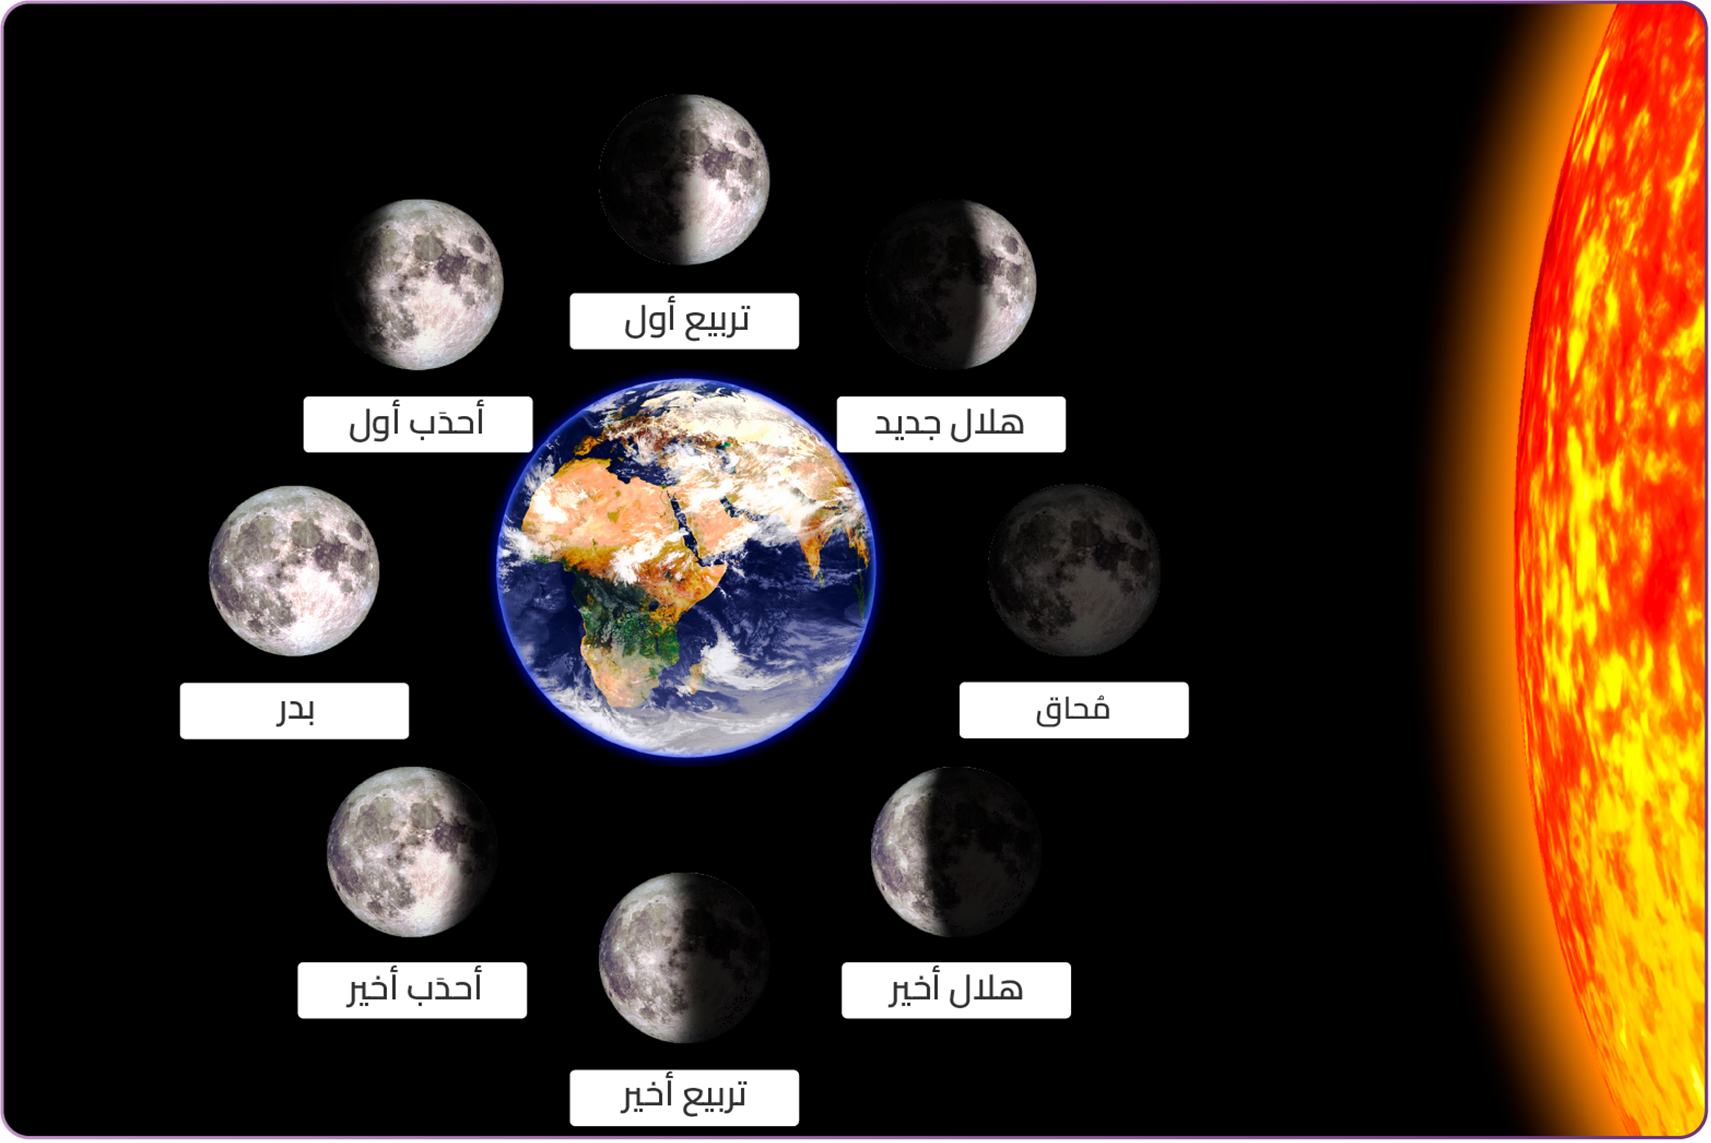 تربيع أول
أحدَب أول
هلال جديد
بدر
مُحاق
أحدَب أخير
هلال أخير
تربيع أخير